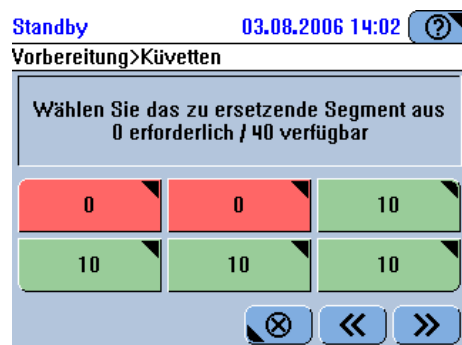 Standby 03.08.2006 14:02 ?
Vorbereitung>Küvetten
Wählen Sie das zu ersetzende Segment aus
0 erforderlich / 40 verfügbar
0 0 10
10 10 10